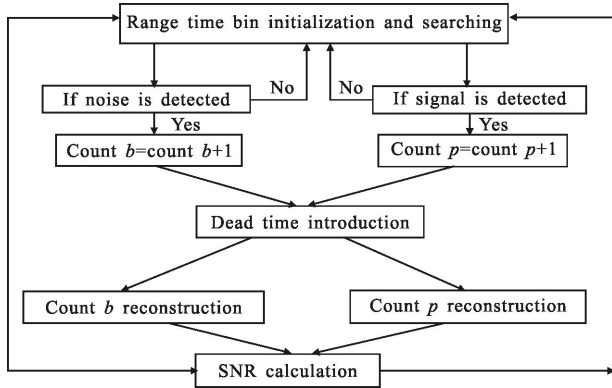 Range time bin initialization and searching
No
No
If noise is detected
If signal is detected
Yes
Yes
Count b=count b+1
Count p=count p+1
Dead time introduction
Count b reconstruction
Count p reconstruction
SNR calculation